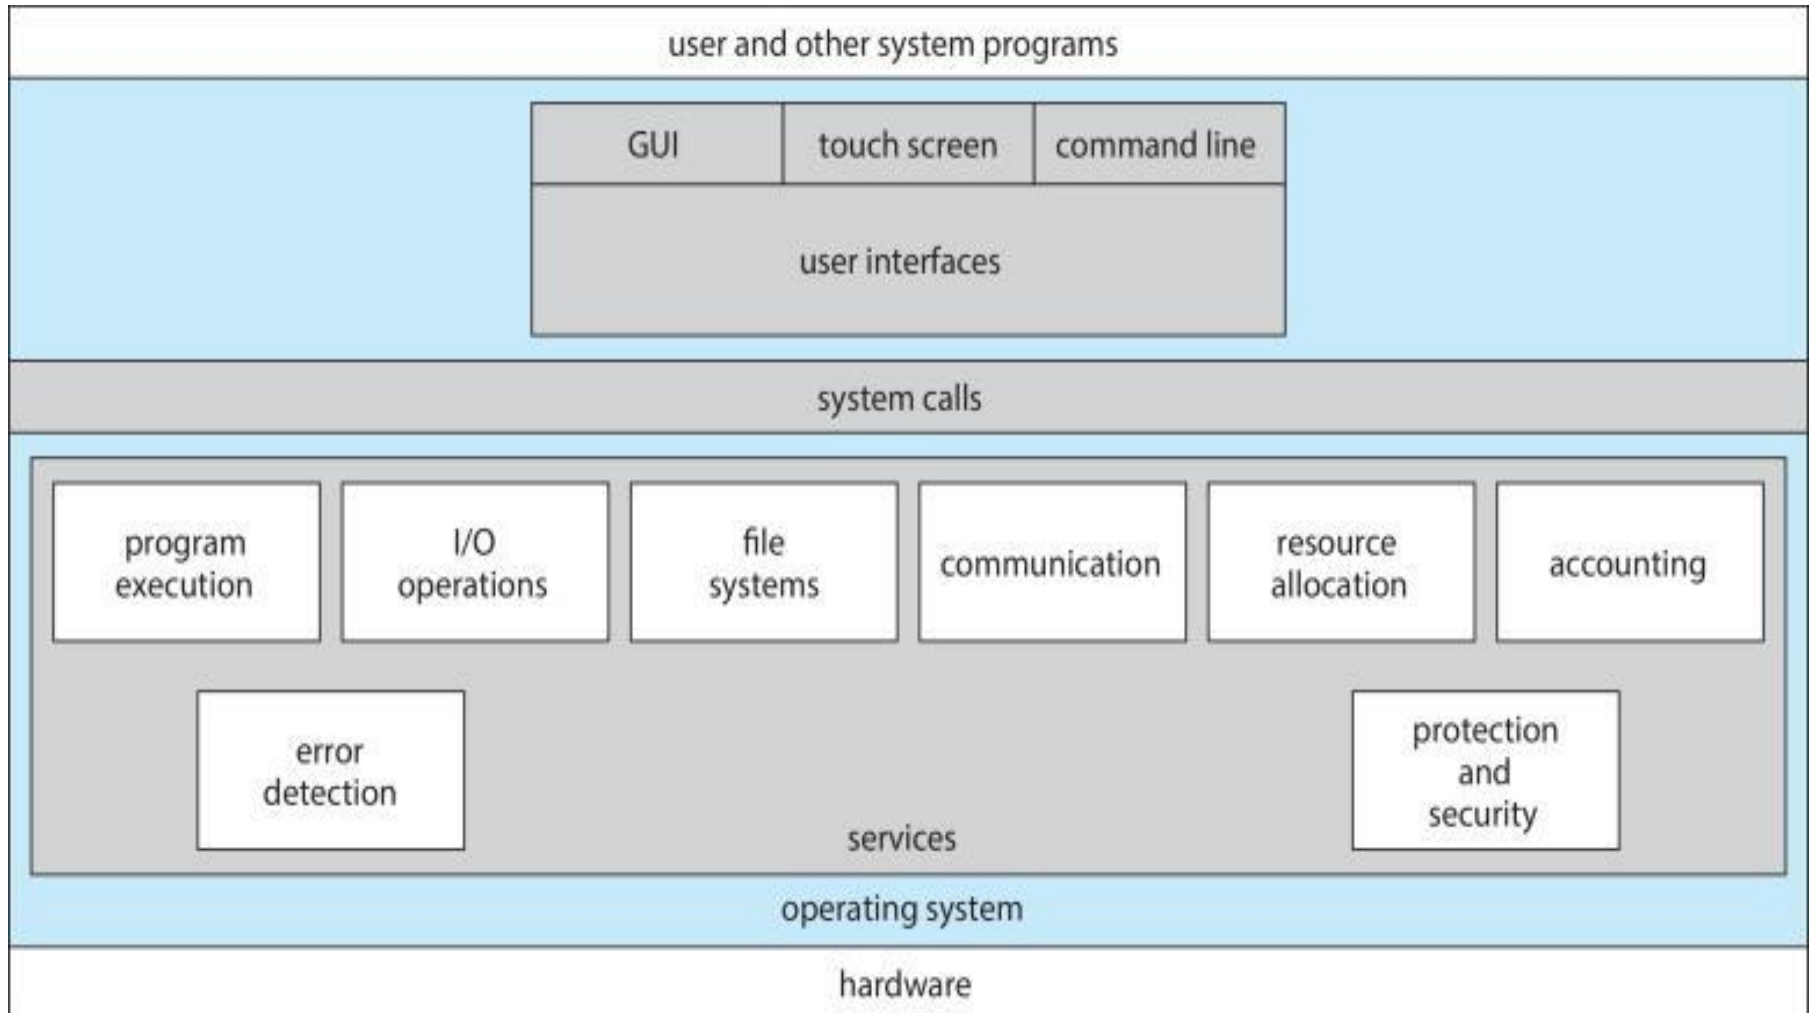 user and other system programs
GUI
touch screen
command line
user interfaces
system calls
program
execution
I/O
operations
file
systems
communication
resource
allocation
accounting
error
detection
protection
and
security
services
operating system
hardware